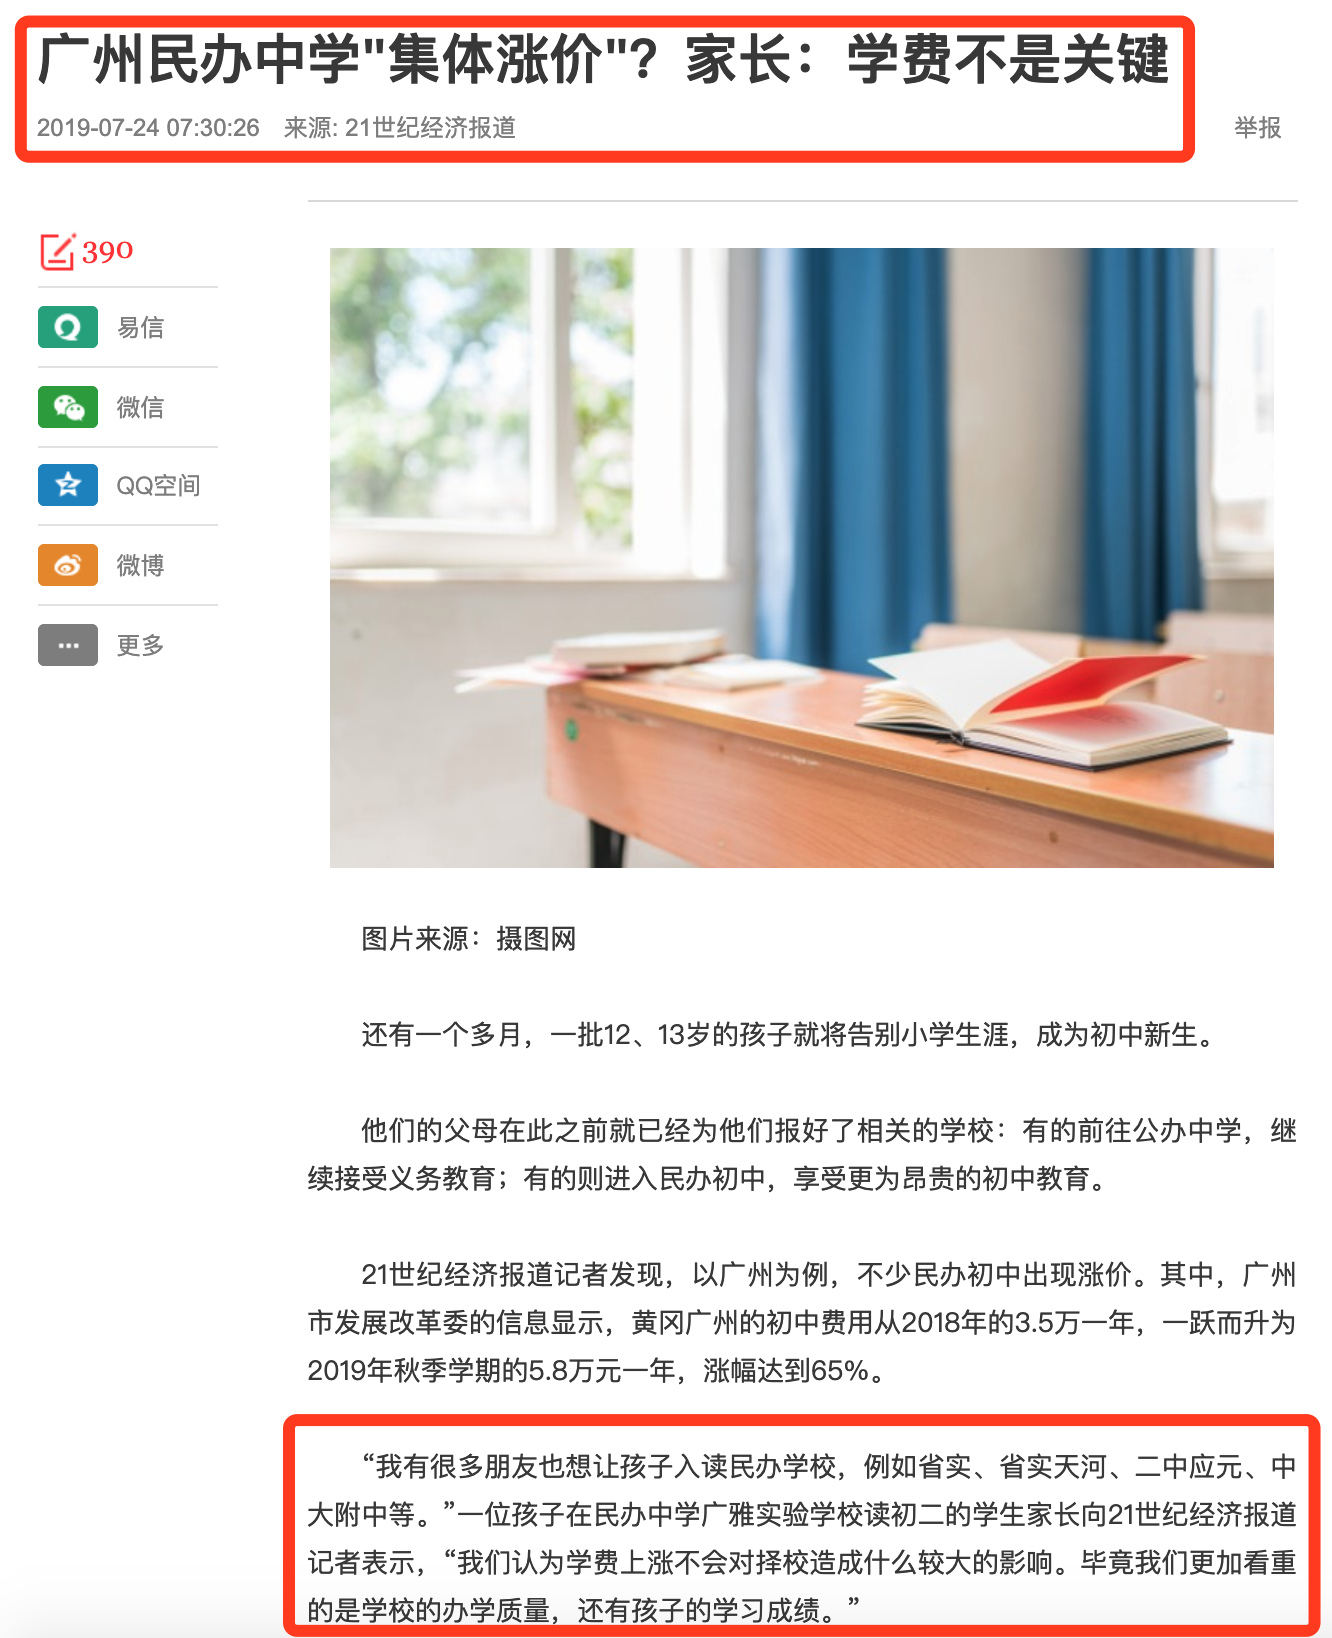 广州民办中学"集体涨价"？家长：学费不是关键
2019-07-24 07:30:26 来源: 21世纪经济报道
举报
390
易信
微信
QQ空间
微博
更多
图片来源：摄图网
还有一个多月，一批12、13岁的孩子就将告别小学生涯，成为初中新生。
他们的父母在此之前就已经为他们报好了相关的学校：有的前往公办中学，继
续接受义务教育；有的则进入民办初中，享受更为昂贵的初中教育。
21世纪经济报道记者发现，以广州为例，不少民办初中出现涨价。其中，广州
市发展改革委的信息显示，黄冈广州的初中费用从2018年的3.5万一年，一跃而升为
2019年秋季学期的5.8万元一年，涨幅达到65%。
“我有很多朋友也想让孩子入读民办学校，例如省实、省实天河、二中应元、中
大附中等。”一位孩子在民办中学广雅实验学校读初二的学生家长向21世纪经济报道
记者表示，“我们认为学费上涨不会对择校造成什么较大的影响。毕竟我们更加看重
的是学校的办学质量，还有孩子的学习成绩。”